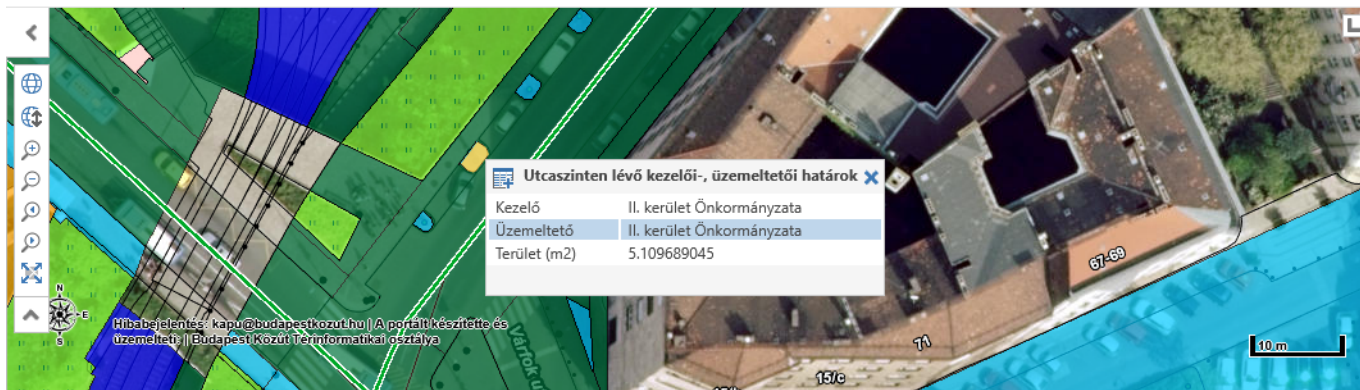 Utcaszinten lévő kezelői-, üzemeltetői határok
Kezelő II. kerület Önkormányzata
Üzemeltető II. kerület Önkormányzata
Terület (m2) 5.109689045
67-69
N
E
S
Hibabejelentés: kapu@budapestkozut.hu | A portált készítette és
üzemelteti: | Budapest Közút Térinformatikai osztálya
Várfok u
71
10 m
15/c